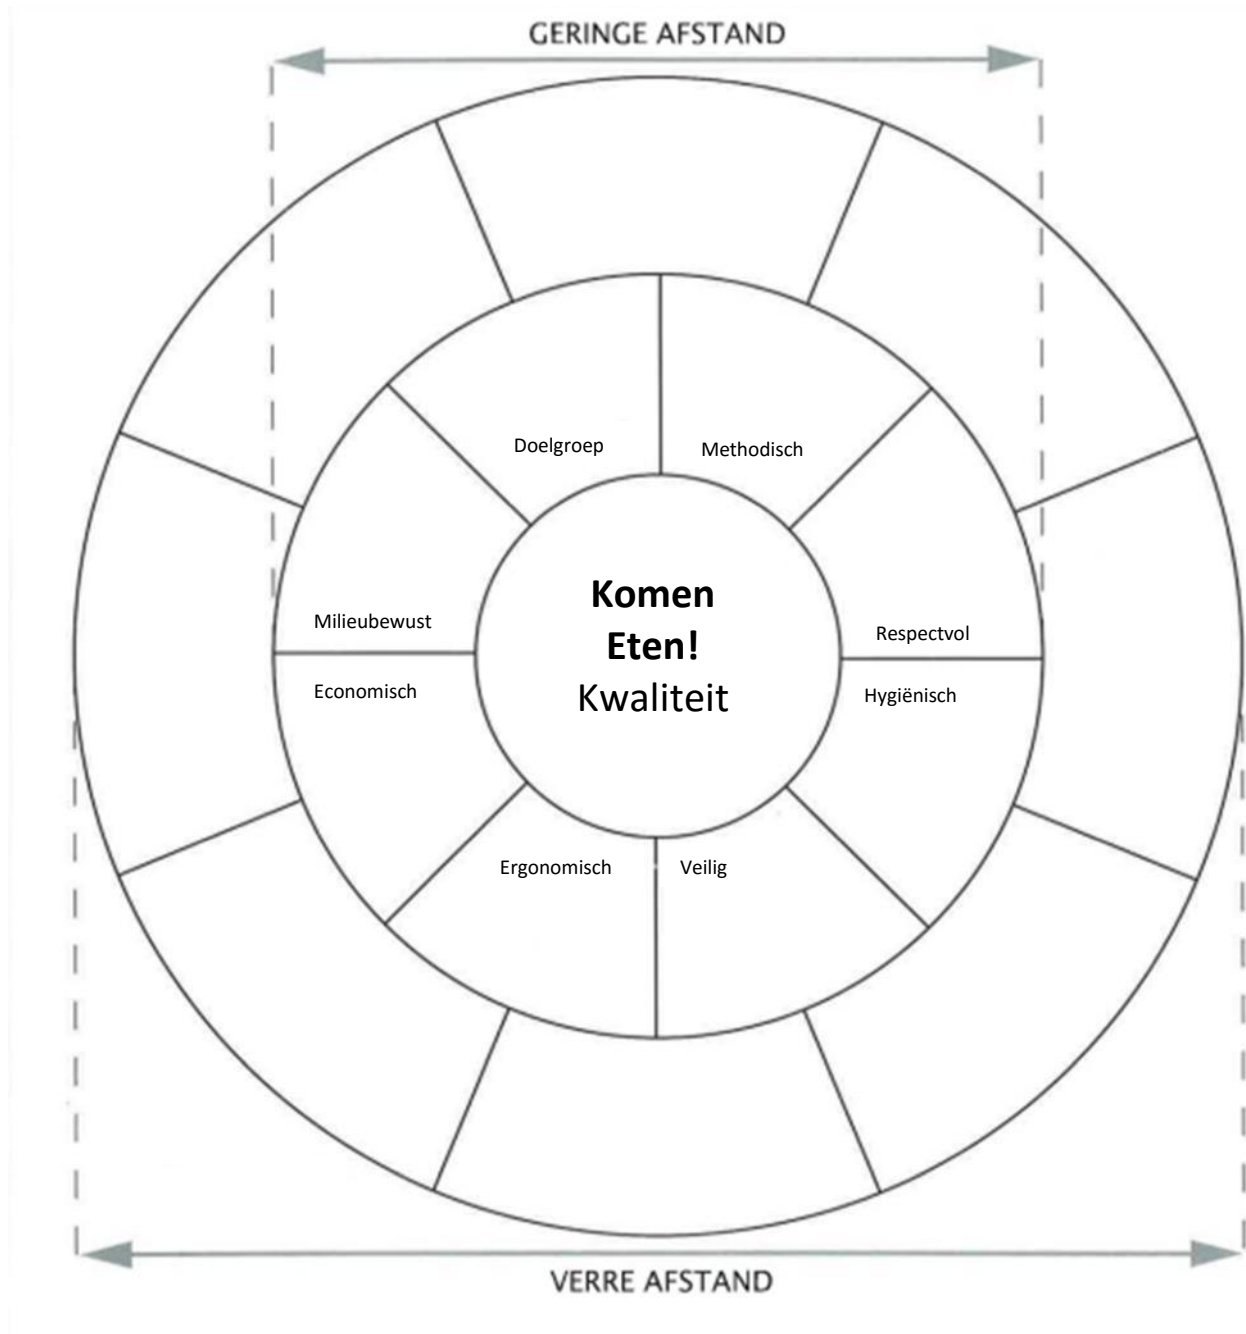 GERINGE AFSTAND
Doelgroep
Methodisch
Komen
Eten!
Kwaliteit
Milieubewust
Respectvol
Economisch
Hygiënisch
Ergonomisch
Veilig
VERRE AFSTAND